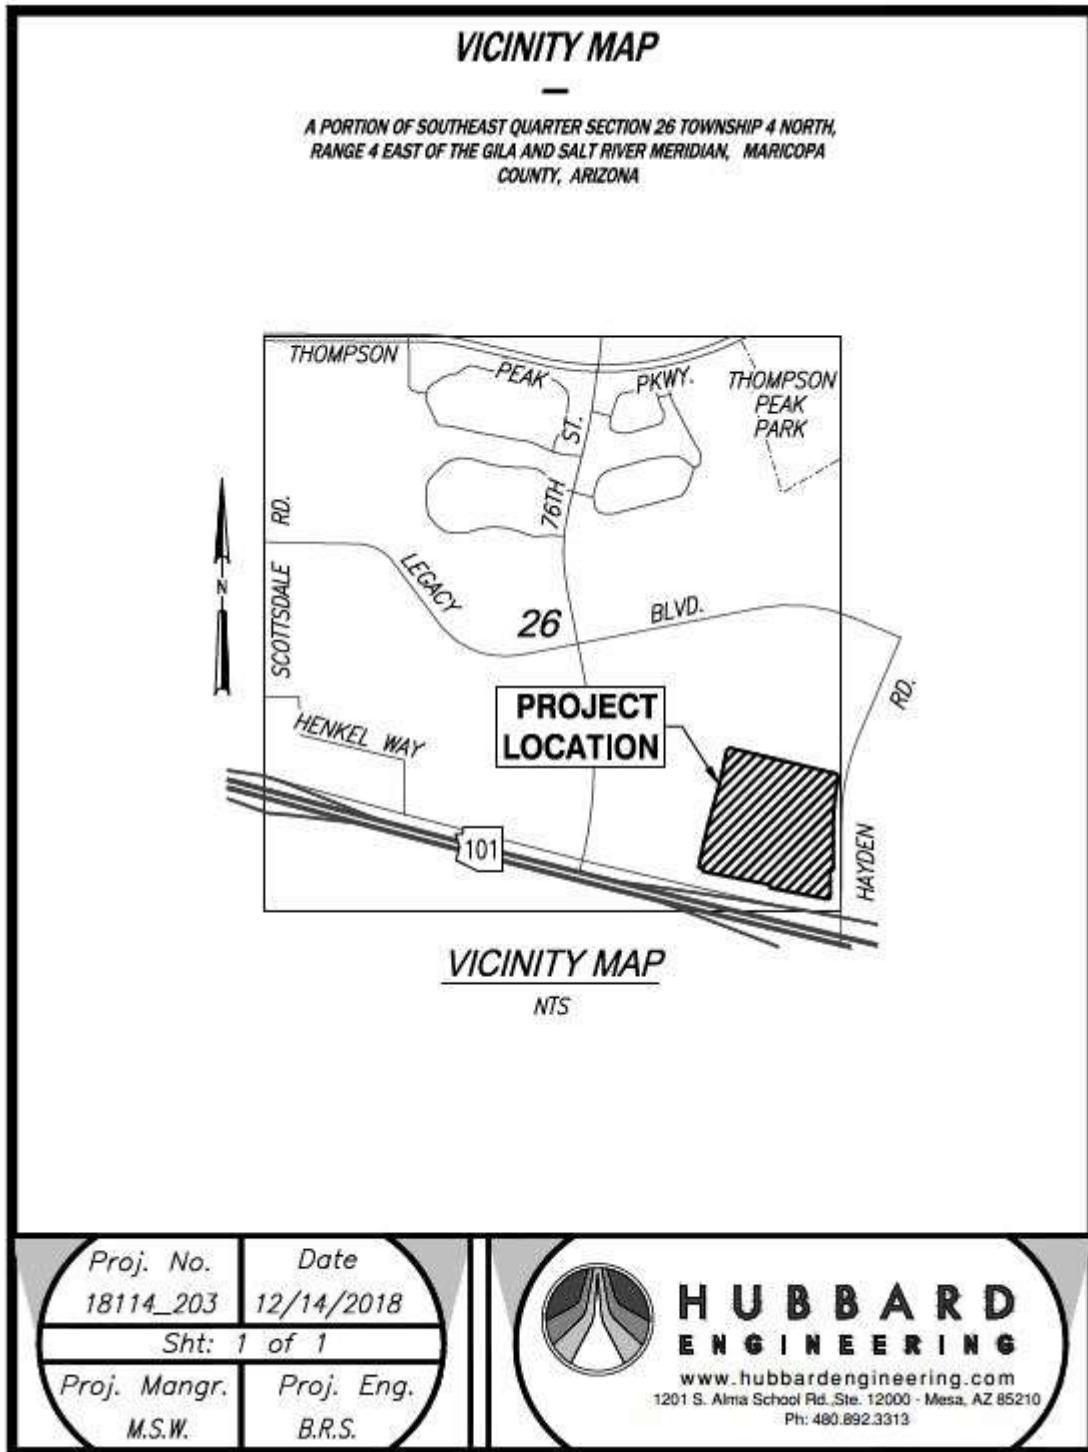 VICINITY MAP
A PORTION OF SOUTHEAST QUARTER SECTION 26 TOWNSHIP 4 NORTH,
RANGE 4 EAST OF THE GILA AND SALT RIVER MERIDIAN, MARICOPA
COUNTY, ARIZONA
THOMPSON
PEAK
PKWY.
THOMPSON
PEAK
PARK
76TH
ST.
SCOTTSDALE
RD.
N
LEGACY
BLVD.
26
RD.
HAYDEN
PROJECT
LOCATION
HENKEL WAY
101
VICINITY MAP
NTS
Proj. No.
18114_203
Date
12/14/2018
Sht: 1 of 1
Proj. Mangr.
M.S.W.
Proj. Eng.
B.R.S.
HUBBARD
ENGINEERING
www.hubbardengineering.com
1201 S. Alma School Rd.,Ste. 12000 - Mesa, AZ 85210
Ph: 480.892.3313